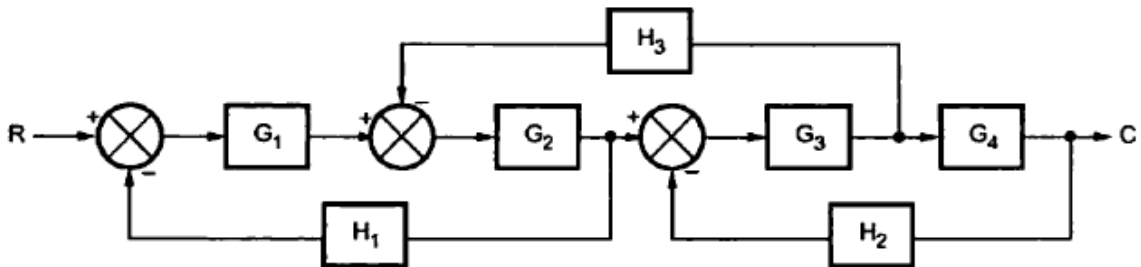 H₃
+
−
R
G₁
+
G₂
+
G₃
G₄
C
−
−
H₁
H₂